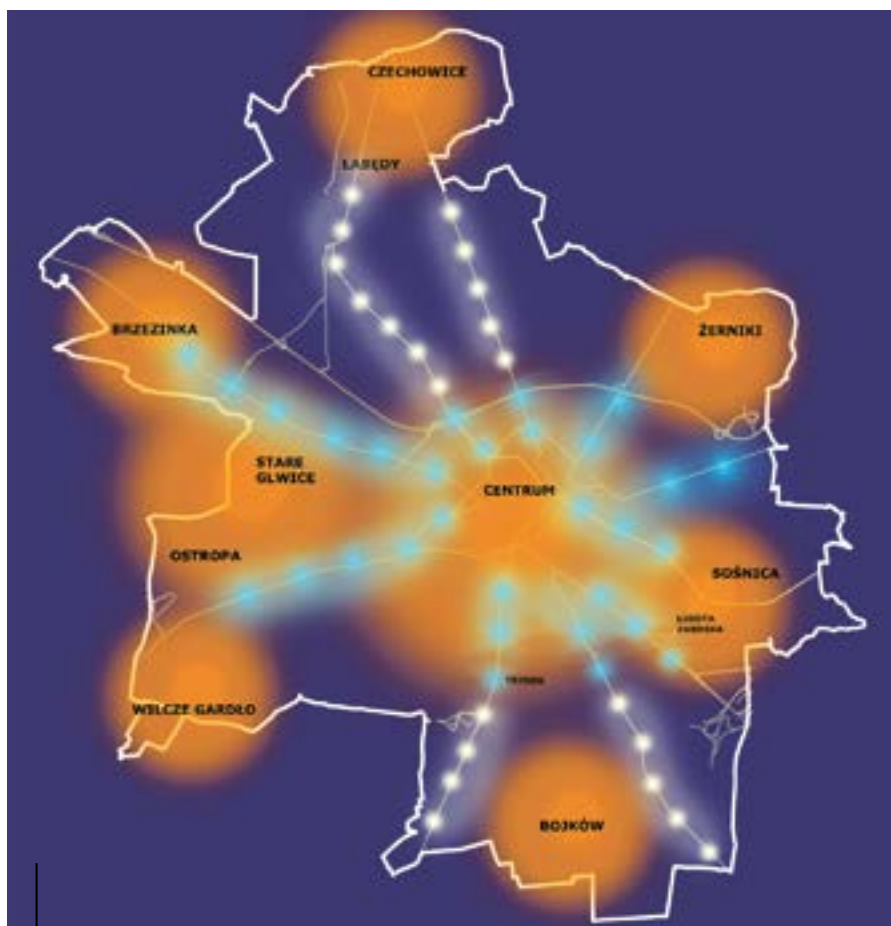 CZECHOWICE
ŁABĘDY
BRZEZINKA
ŻERNIKI
STARE
GLWICE
CENTRUM
OSTROPA
SOŚNICA
WILCZE GARDŁO
BOJKÓW